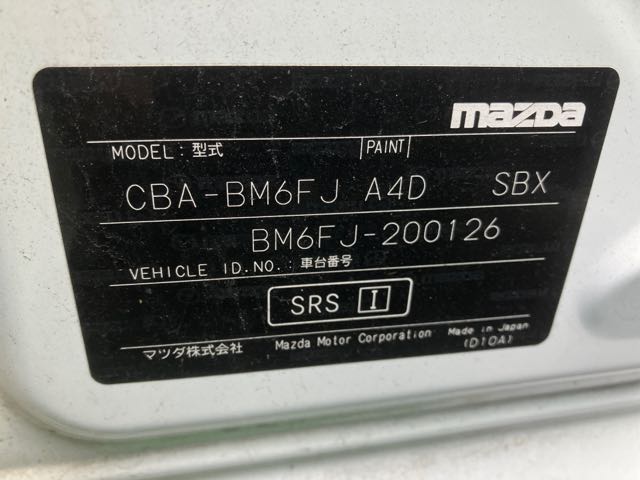 mazda
MODEL: 型式 |PAINT|
CBA-BM6FJ A4D SBX
BM6FJ-200126
VEHICLE ID.NO.: 車台番号
SRS I
マツダ株式会社 Mazda Motor Corporation Made in Japan
(D10A)